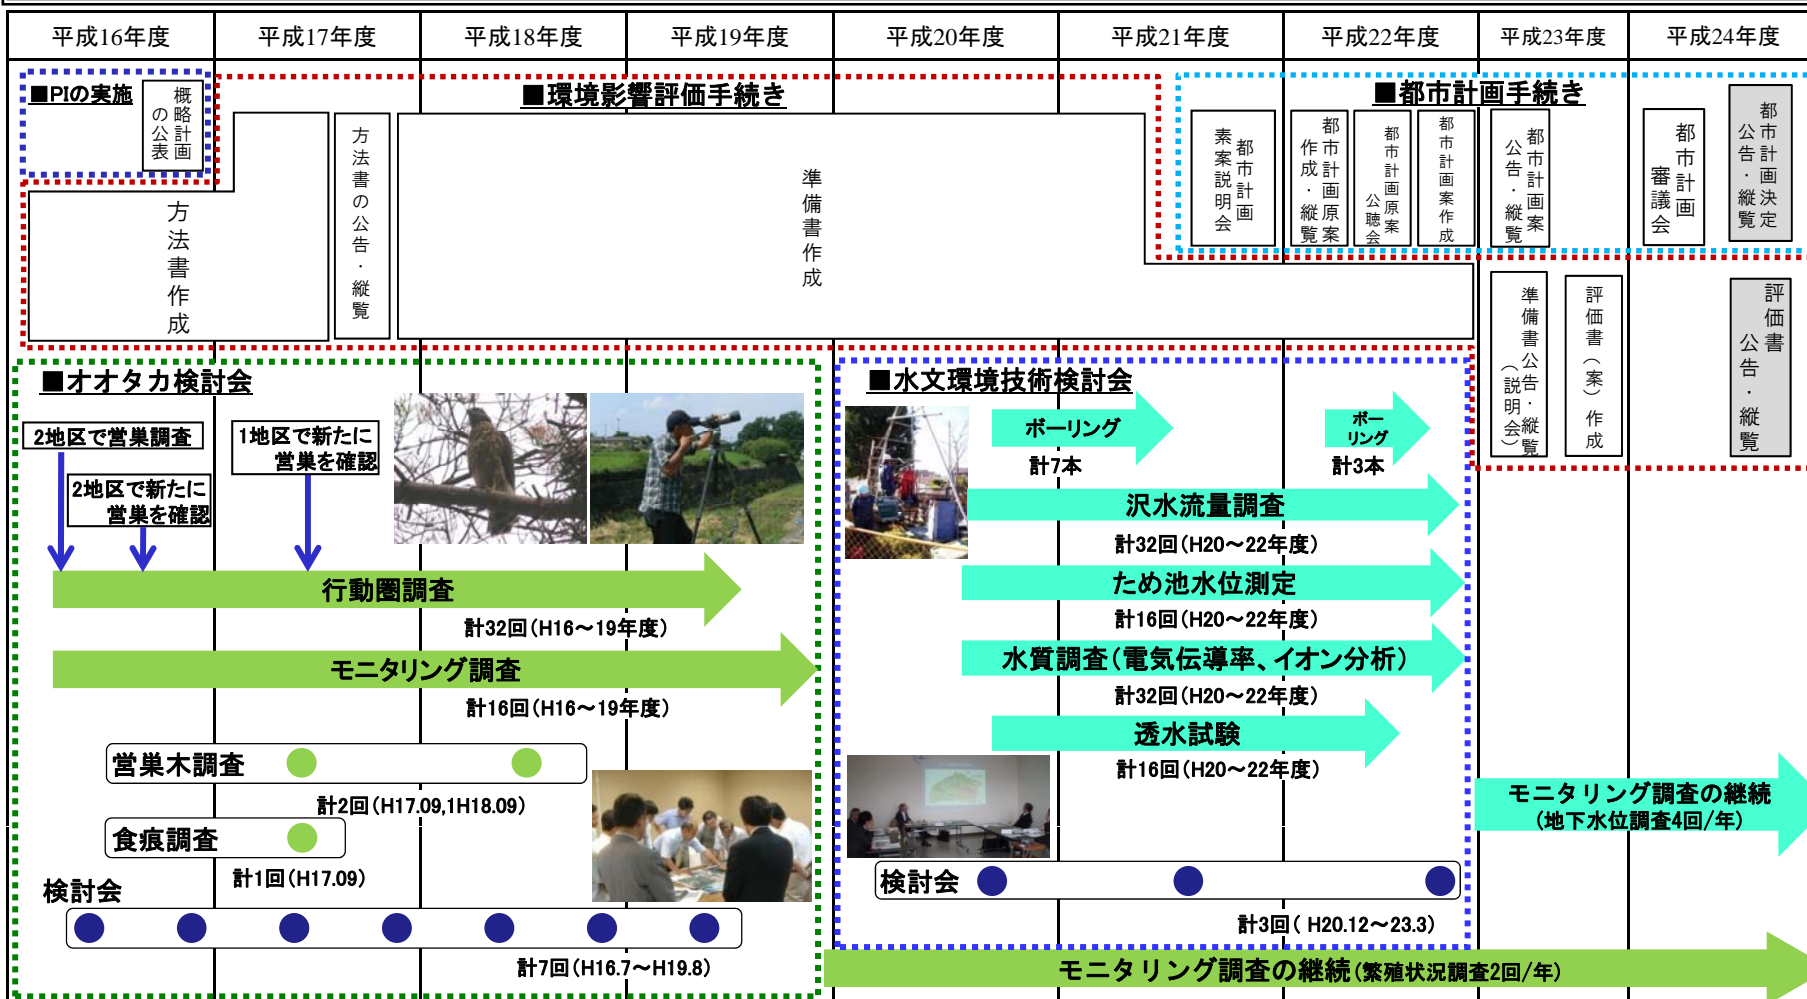 平成16年度
平成17年度
平成18年度
平成19年度
平成20年度
平成21年度
平成22年度
平成23年度
平成24年度
■PIの実施
概略計画
の公表
■環境影響評価手続き
方法書作成
方法書の公告・縦覧
準備書作成
■都市計画手続き
都市計画
素案説明会
都市計画原案
作成・縦覧
都市計画原案
公聴会
都市計画案作成
都市計画案
公告・縦覧
都市計画
審議会
都市計画決定
公告・縦覧
準備書公告・縦覧
(説明会)
評価書(案)作成
評価書
公告・縦覧
■オオタカ検討会
2地区で営巣調査
2地区で新たに
営巣を確認
1地区で新たに
営巣を確認
行動圏調査
計32回(H16~19年度)
モニタリング調査
計16回(H16~19年度)
営巣木調査
計2回(H17.09,1H18.09)
食痕調査
計1回(H17.09)
検討会
計7回(H16.7~H19.8)
■水文環境技術検討会
ボーリング
計7本
ボー
リング
計3本
沢水流量調査
計32回(H20~22年度)
ため池水位測定
計16回(H20~22年度)
水質調査(電気伝導率、イオン分析)
計32回(H20~22年度)
透水試験
計16回(H20~22年度)
検討会
計3回( H20.12~23.3)
モニタリング調査の継続
(地下水位調査4回/年)
モニタリング調査の継続(繁殖状況調査2回/年)